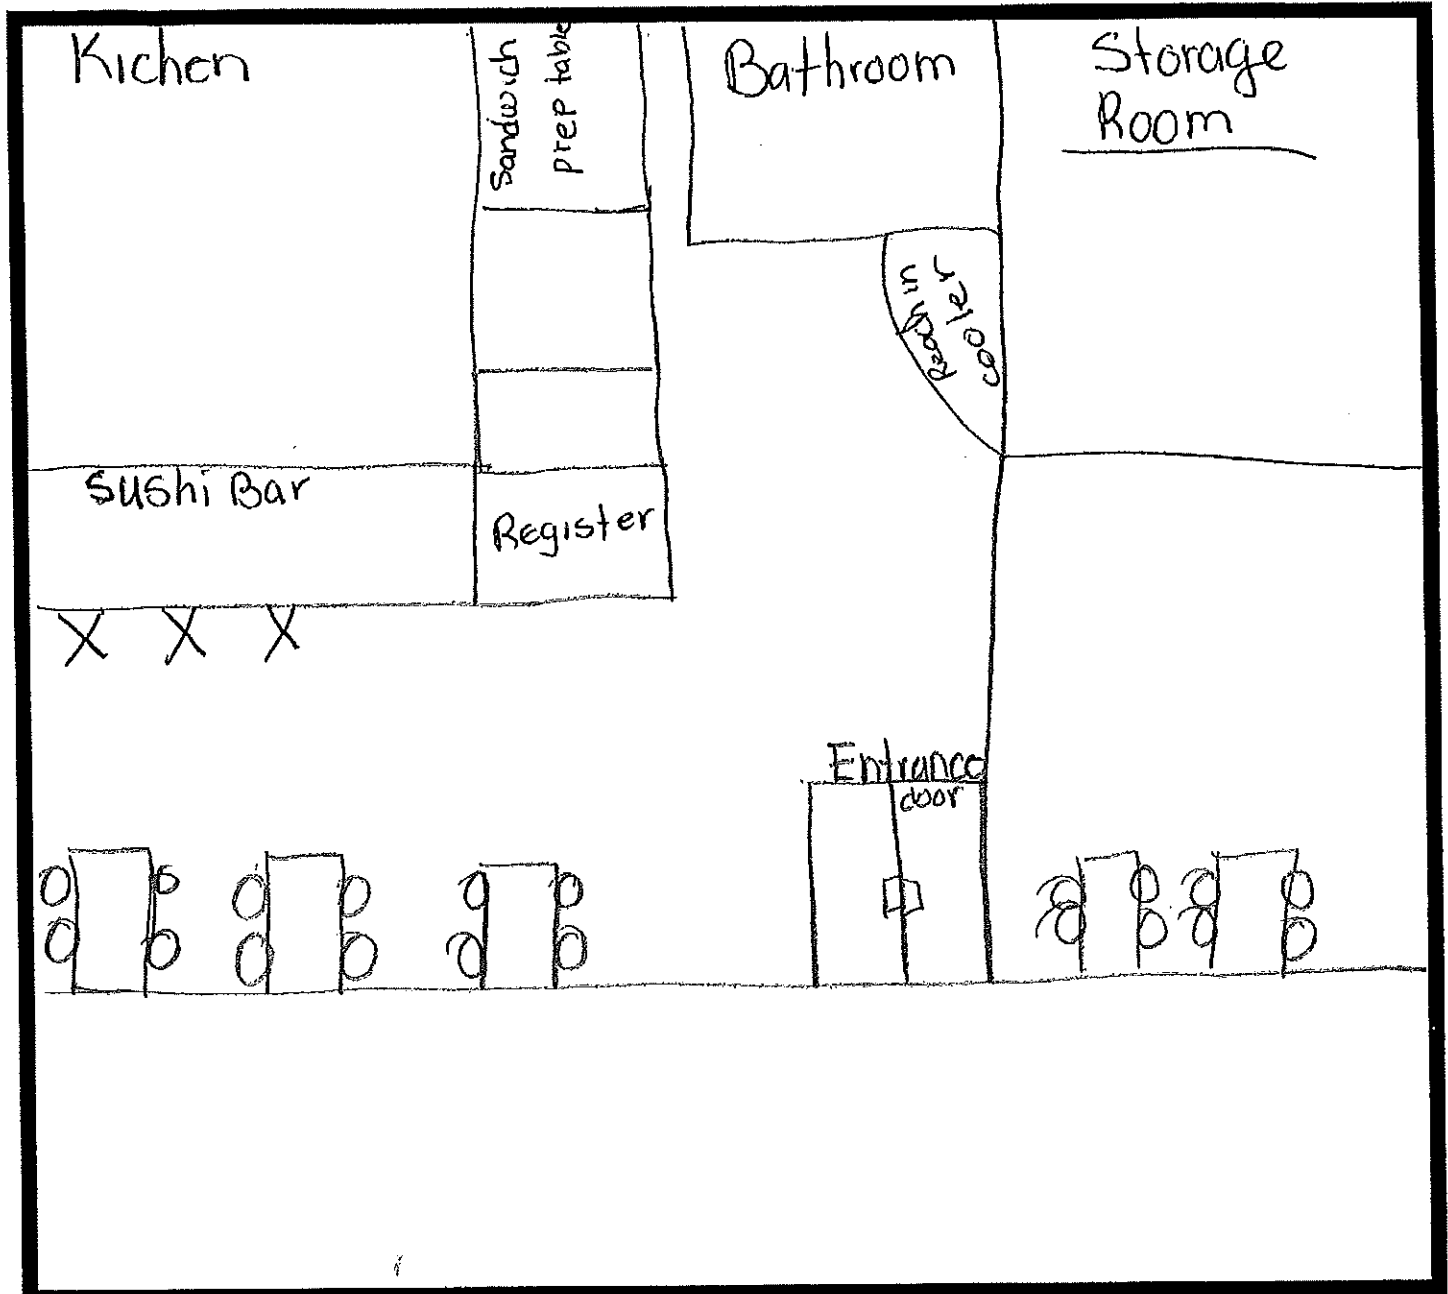 Kichen
Sandwich
prep table
Bathroom
Storage
Room
Reach in
cooler
Sushi Bar
Register
Entrance
door